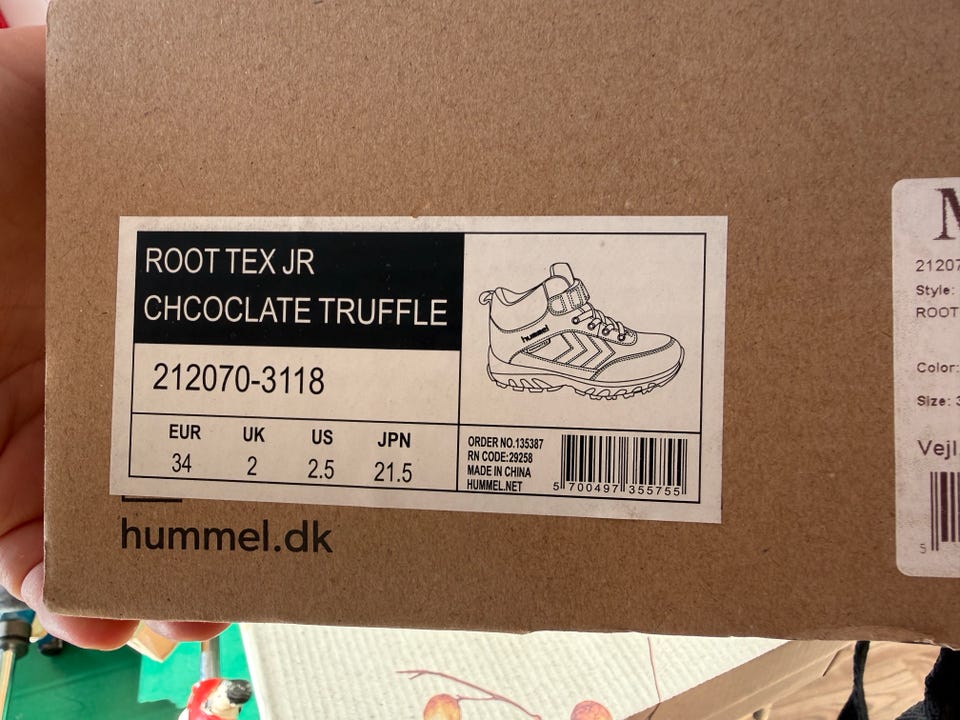 ROOT TEX JR
CHCOCLATE TRUFFLE
212070-3118
EUR UK US JPN
34 2 2.5 21.5
hummel
ORDER NO.135387
RN CODE:29258
MADE IN CHINA
HUMMEL.NET
5 700497 355755
hummel.dk
M
21207
Style:
ROOT
Color:
Size: 3
Vejl
5